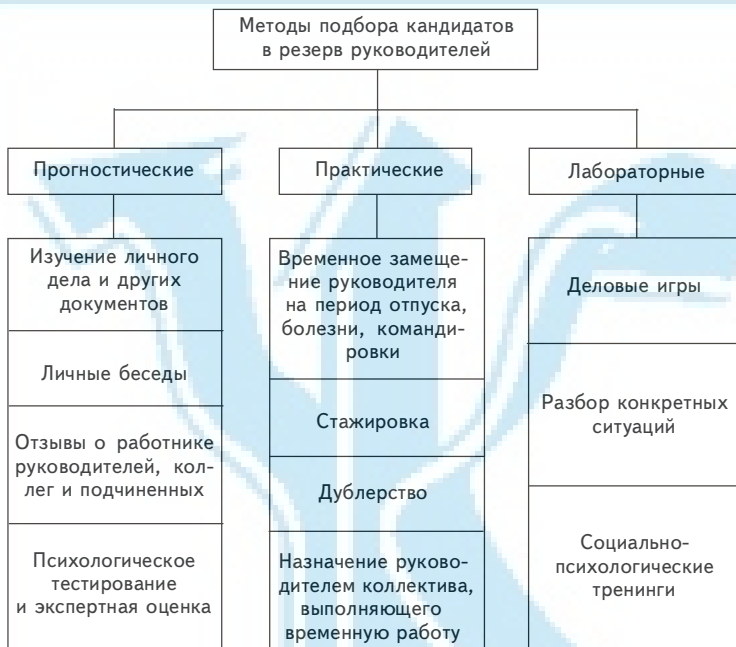 Методы подбора кандидатов
в резерв руководителей
Прогностические
Практические
Лабораторные
Изучение личного
дела и других
документов
Личные беседы
Отзывы о работнике
руководителей, кол-
лег и подчиненных
Психологическое
тестирование
и экспертная оценка
Временное замеще-
ние руководителя
на период отпуска,
болезни, команди-
ровки
Стажировка
Дублерство
Назначение руково-
дителем коллектива,
выполняющего
временную работу
Деловые игры
Разбор конкретных
ситуаций
Социально-
психологические
тренинги